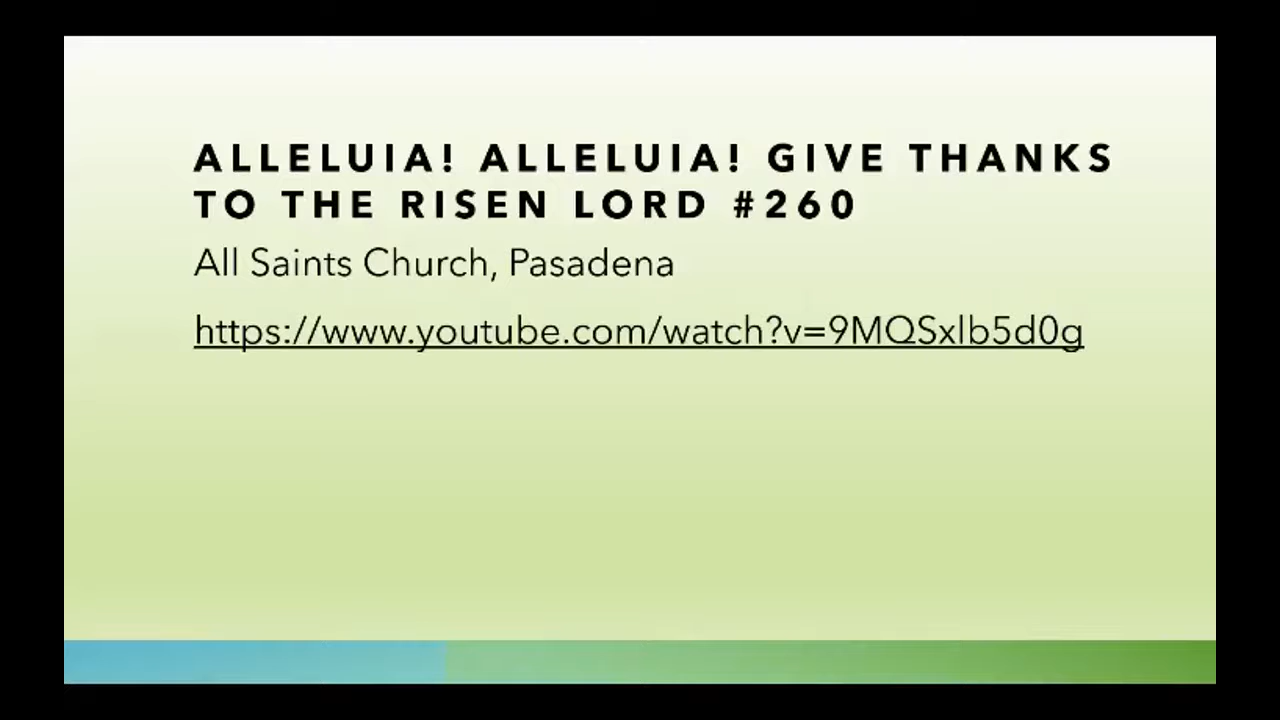 ALLELUIA! ALLELUIA! GIVE THANKS
TO THE RISEN LORD #260
All Saints Church, Pasadena
https://www.youtube.com/watch?v=9MQSxlb5d0g